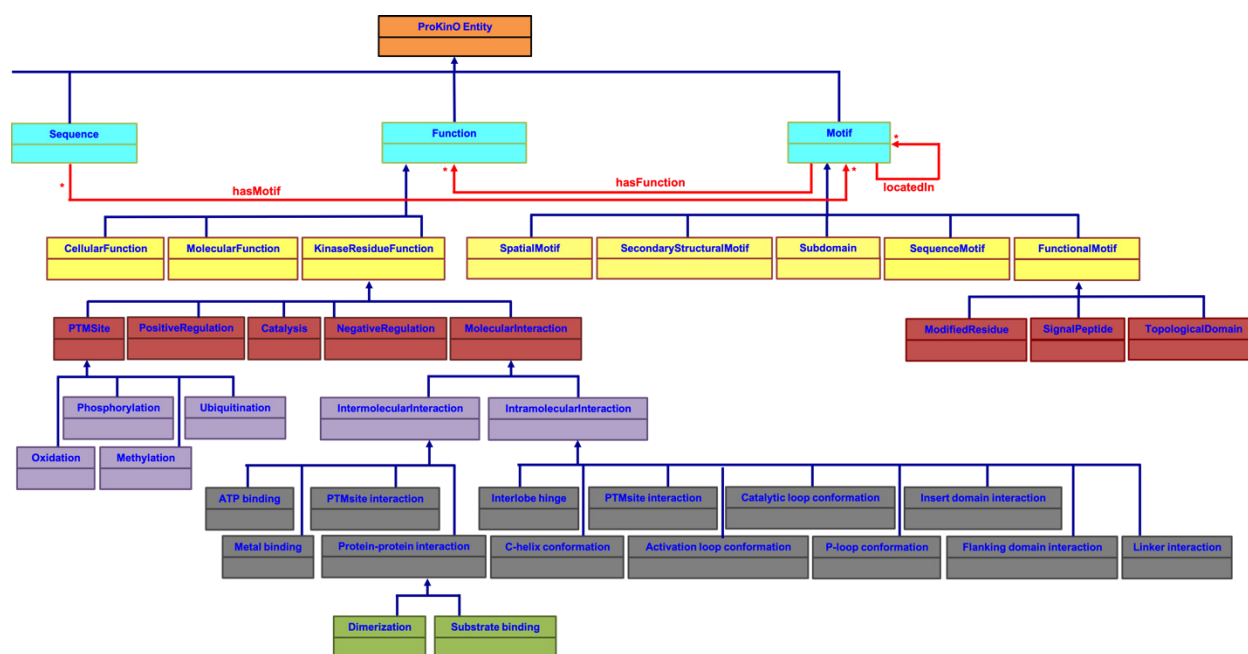 ProKinO Entity
Sequence
Function
Motif
*
*
*
*
hasMotif
hasFunction
locatedIn
CellularFunction
MolecularFunction
KinaseResidueFunction
SpatialMotif
SecondaryStructuralMotif
Subdomain
SequenceMotif
FunctionalMotif
PTMSite
PositiveRegulation
Catalysis
NegativeRegulation
MolecularInteraction
ModifiedResidue
SignalPeptide
TopologicalDomain
Phosphorylation
Ubiquitination
IntermolecularInteraction
IntramolecularInteraction
Oxidation
Methylation
ATP binding
PTMsite interaction
Interlobe hinge
PTMsite interaction
Catalytic loop conformation
Insert domain interaction
Metal binding
Protein-protein interaction
C-helix conformation
Activation loop conformation
P-loop conformation
Flanking domain interaction
Linker interaction
Dimerization
Substrate binding